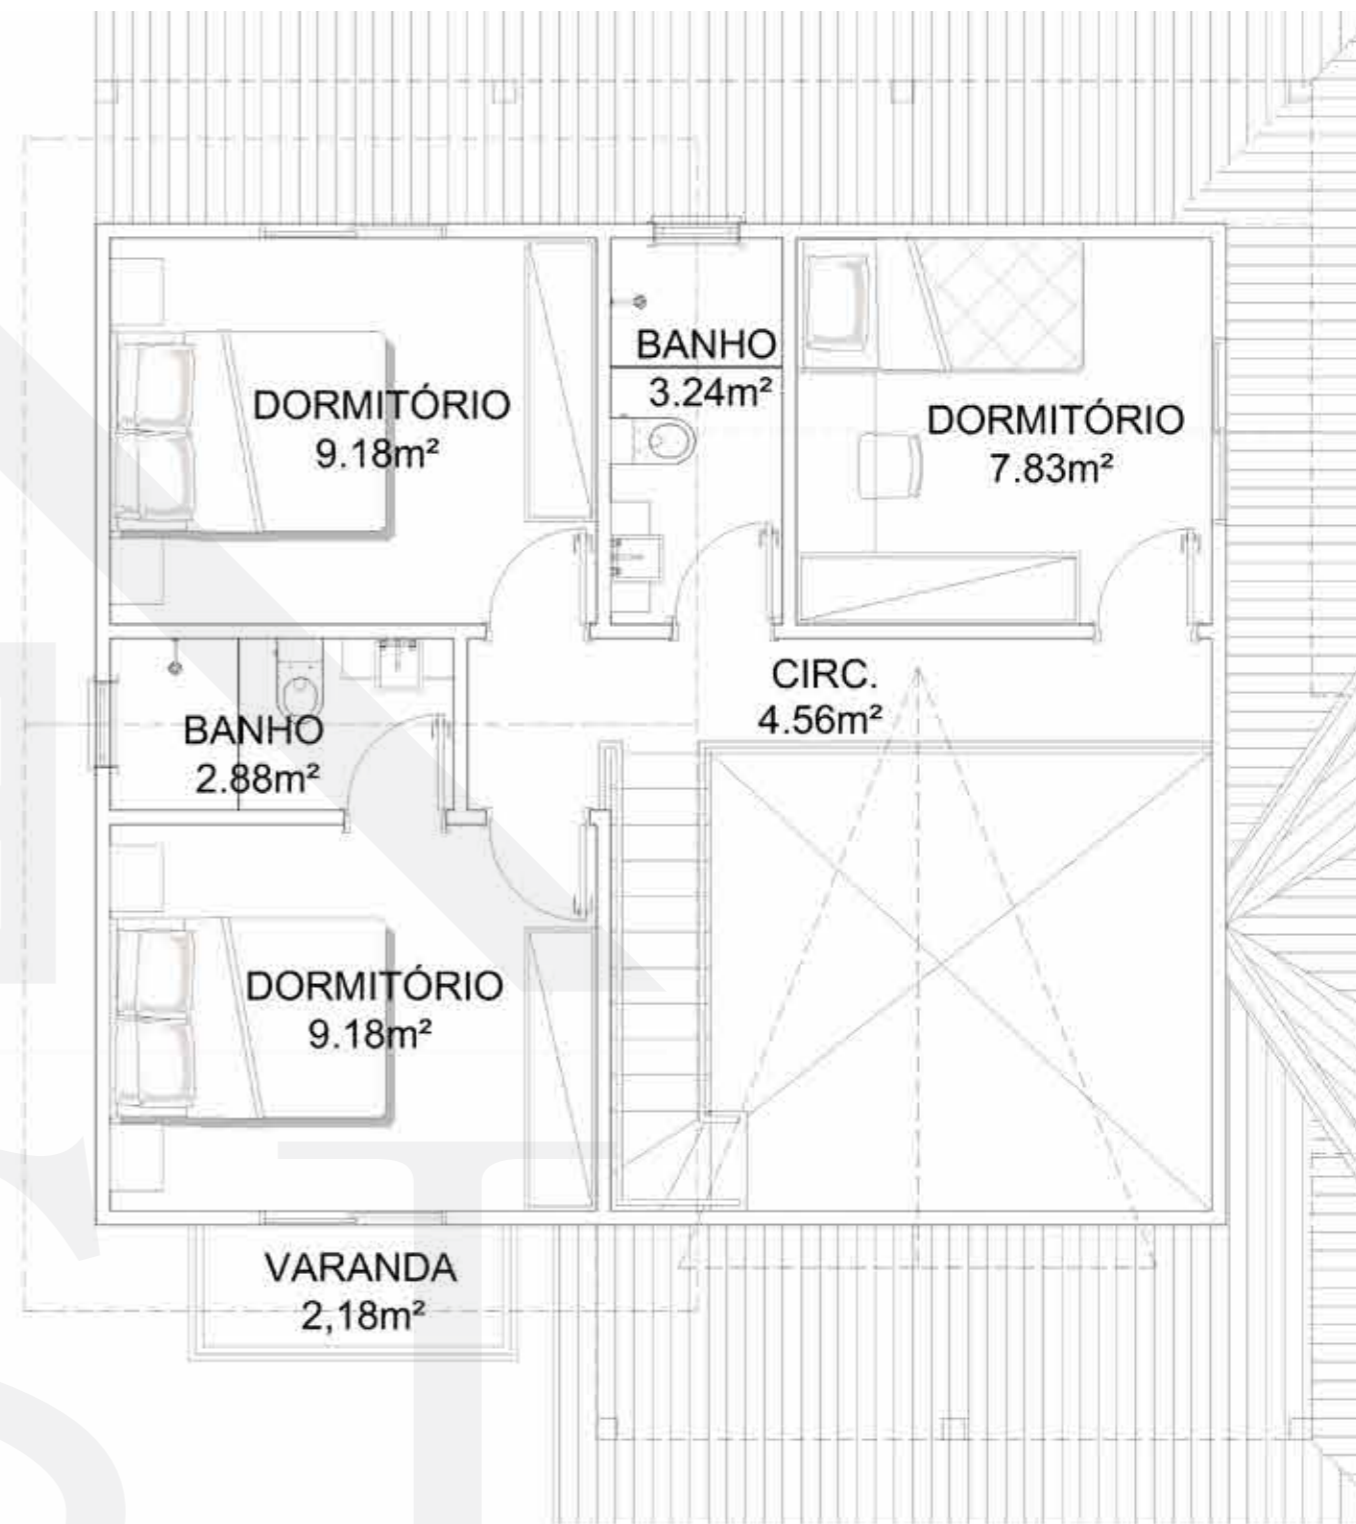 BANHO
3.24m²
DORMITÓRIO
9.18m²
DORMITÓRIO
7.83m²
CIRC.
4.56m²
BANHO
2.88m²
DORMITÓRIO
9.18m²
VARANDA
2,18m²